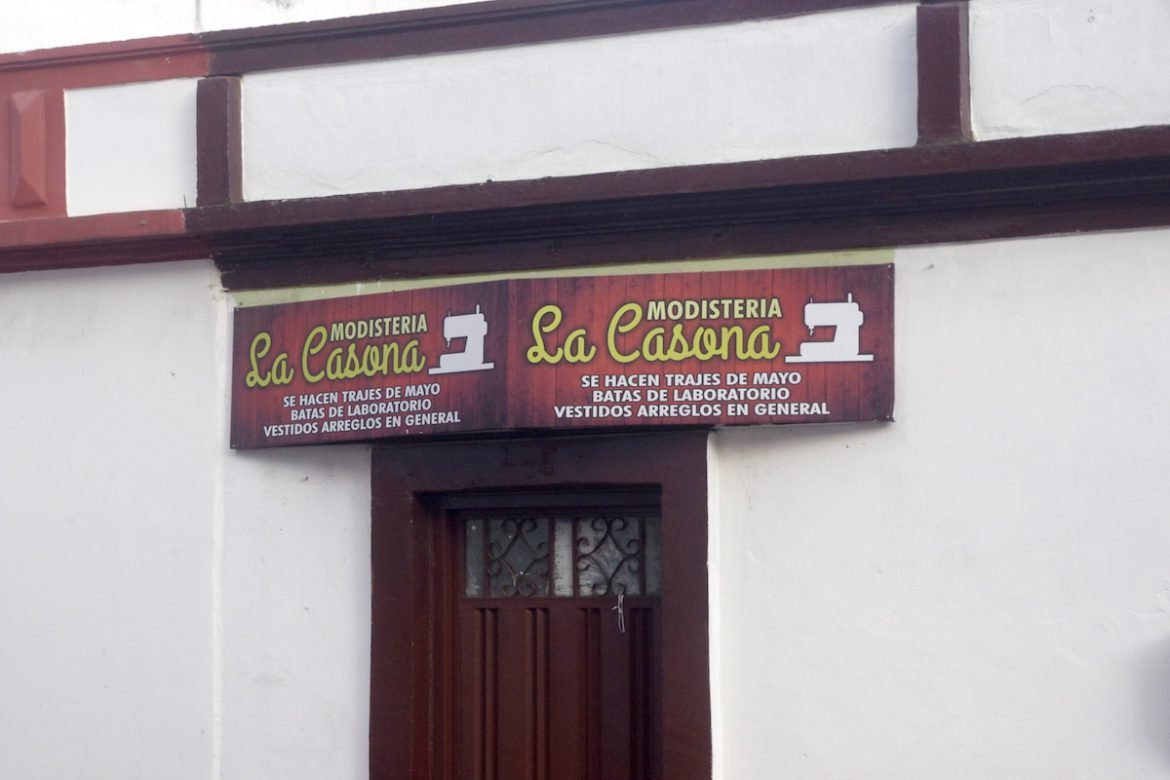 MODISTERIA
La Casona
SE HACEN TRAJES DE MAYO
BATAS DE LABORATORIO
VESTIDOS ARREGLOS EN GENERAL
MODISTERIA
La Casona
SE HACEN TRAJES DE MAYO
BATAS DE LABORATORIO
VESTIDOS ARREGLOS EN GENERAL